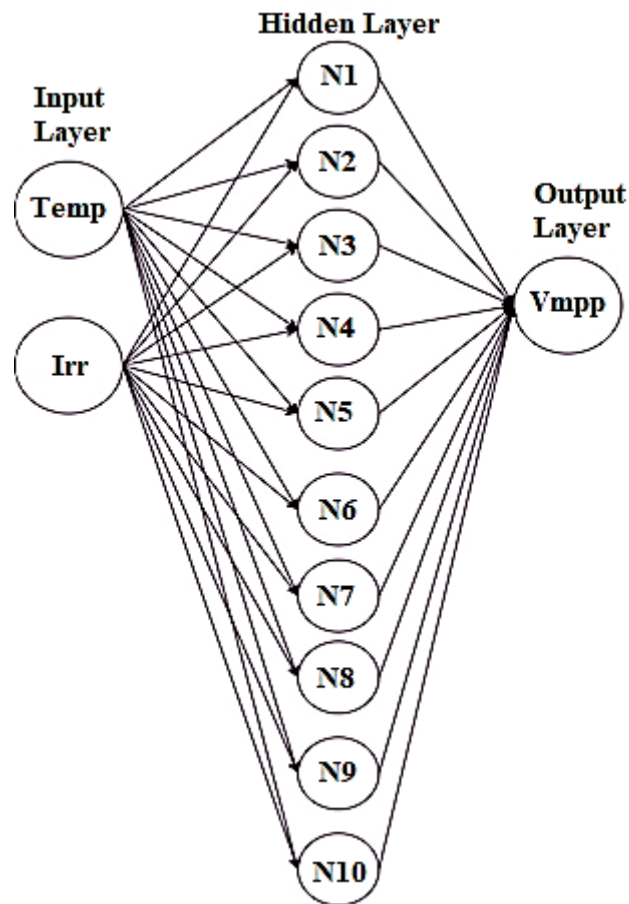 Hidden Layer
Input
Layer
Temp
Irr
N1
N2
N3
N4
N5
N6
N7
N8
N9
N10
Output
Layer
Vmpp